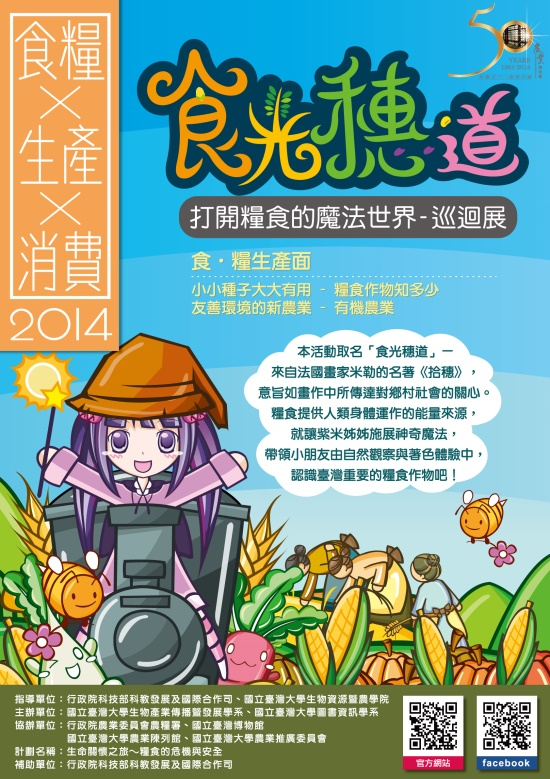 食糧
×
生產
×
消費
2014
50
YEARS
食光穗道
打開糧食的魔法世界-巡迴展
食・糧生產面
小小種子大大有用 - 糧食作物知多少
友善環境的新農業 - 有機農業
本活動取名「食光穗道」—
來自法國畫家米勒的名著《拾穗》,
意旨如畫作中所傳達對鄉村社會的關心。
糧食提供人類身體運作的能量來源,
就讓紫米姊姊施展神奇魔法,
帶領小朋友由自然觀察與著色體驗中,
認識臺灣重要的糧食作物吧!
指導單位:行政院科技部科教發展及國際合作司、國立臺灣大學生物資源暨農學院
主辦單位:國立臺灣大學生物產業傳播暨發展學系、國立臺灣大學圖書資訊學系
協辦單位:行政院農業委員會農糧署、國立臺灣博物館
國立臺灣大學農業陳列館、國立臺灣大學農業推廣委員會
計劃名稱:生命關懷之旅~糧食的危機與安全
補助單位:行政院科技部科教發展及國際合作司
官方網站
facebook